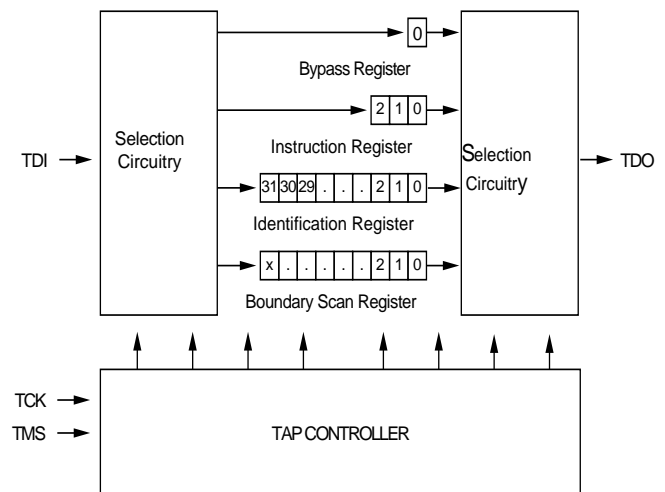 0
Bypass Register
2 1 0
Selection
Circuitry
Instruction Register
Selection
Circuitry
TDI
TDO
31 30 29 . . . 2 1 0
Identification Register
x . . . . . 2 1 0
Boundary Scan Register
TCK
TMS
TAP CONTROLLER